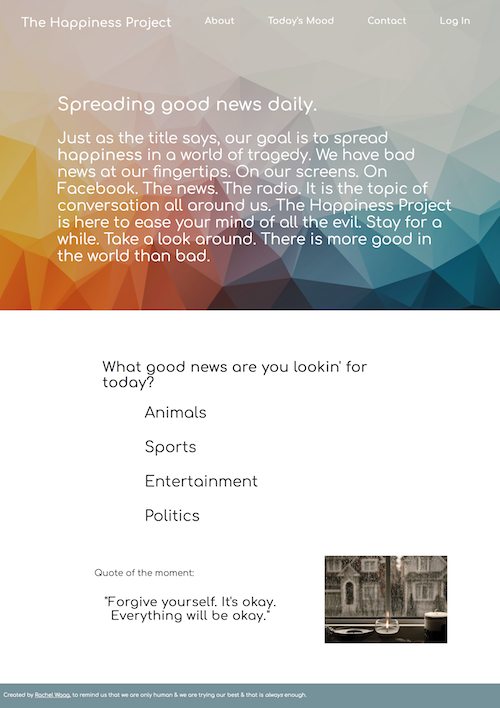 The Happiness Project About Today's Mood Contact Log In
Spreading good news daily.
Just as the title says, our goal is to spread
happiness in a world of tragedy. We have bad
news at our fingertips. On our screens. On
Facebook. The news. The radio. It is the topic of
conversation all around us. The Happiness Project
is here to ease your mind of all the evil. Stay for a
while. Take a look around. There is more good in
the world than bad.
What good news are you lookin' for
today?
Animals
Sports
Entertainment
Politics
Quote of the moment:
"Forgive yourself. It's okay.
Everything will be okay."
Created by Rachel Waag, to remind us that we are only human & we are trying our best & that is always enough.